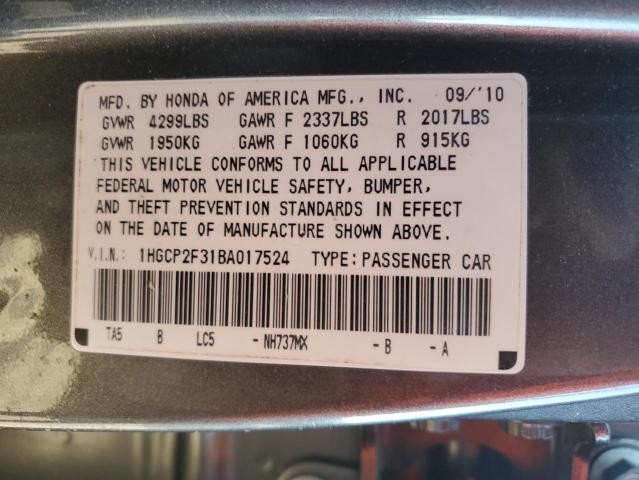 MFD. BY HONDA OF AMERICA MFG., INC. 09/'10
GVWR 4299LBS GAWR F 2337LBS R 2017LBS
GVWR 1950KG GAWR F 1060KG R 915KG
THIS VEHICLE CONFORMS TO ALL APPLICABLE
FEDERAL MOTOR VEHICLE SAFETY, BUMPER,
AND THEFT PREVENTION STANDARDS IN EFFECT
ON THE DATE OF MANUFACTURE SHOWN ABOVE.
V.I.N.: 1HGCP2F31BA017524 TYPE: PASSENGER CAR
TA5 B LC5 - NH737MX - B - A